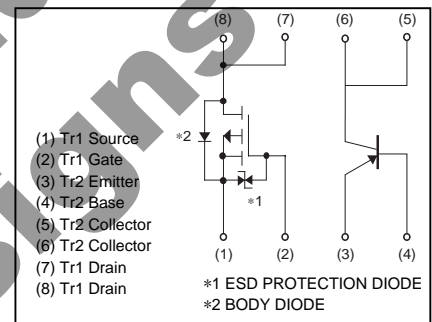 (8) (7) (6) (5)
(1) Tr1 Source
(2) Tr1 Gate
(3) Tr2 Emitter
(4) Tr2 Base
(5) Tr2 Collector
(6) Tr2 Collector
(7) Tr1 Drain
(8) Tr1 Drain
*2
*1
(1) (2) (3) (4)
*1 ESD PROTECTION DIODE
*2 BODY DIODE
signs